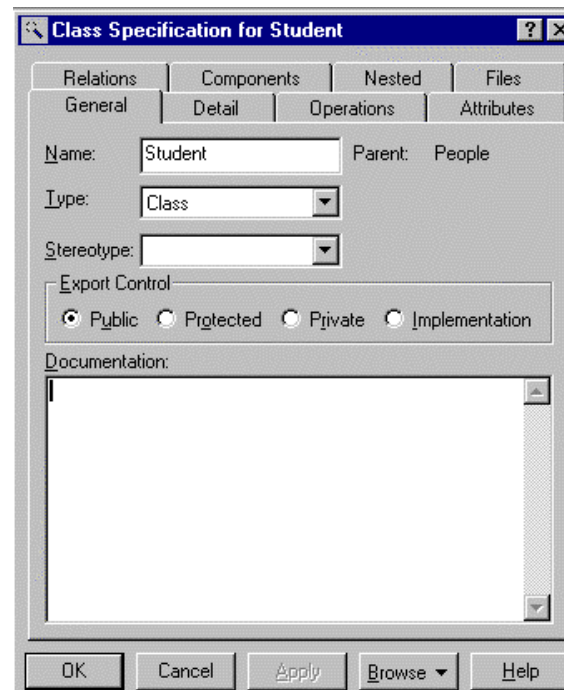 Class Specification for Student
Relations Components Nested Files
General Detail Operations Attributes
Name: Student Parent: People
Type: Class
Stereotype:
Export Control
Public Protected Private Implementation
Documentation:
OK Cancel Apply Browse Help